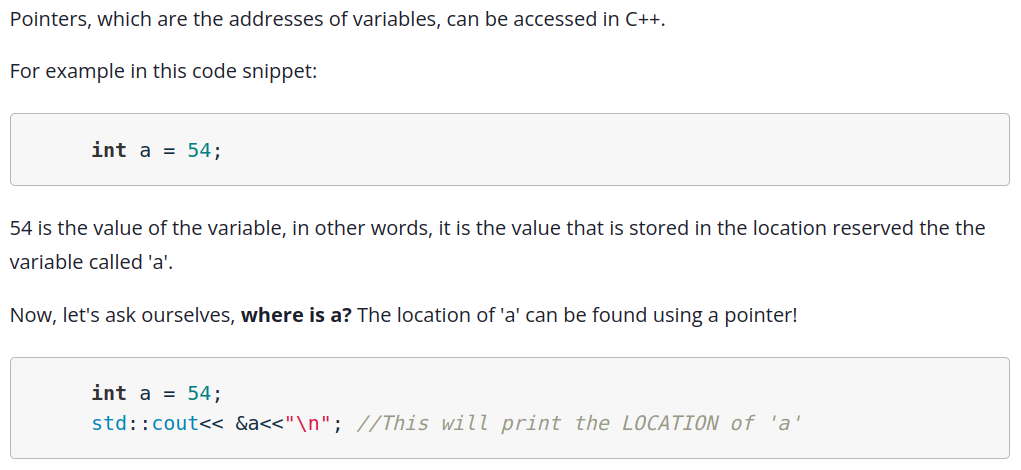 Pointers, which are the addresses of variables, can be accessed in C++.
For example in this code snippet:
int a = 54;
54 is the value of the variable, in other words, it is the value that is stored in the location reserved the the
variable called 'a'.
Now, let's ask ourselves, where is a? The location of 'a' can be found using a pointer!
int a = 54;
std::cout<< &a<<"\n"; //This will print the LOCATION of 'a'